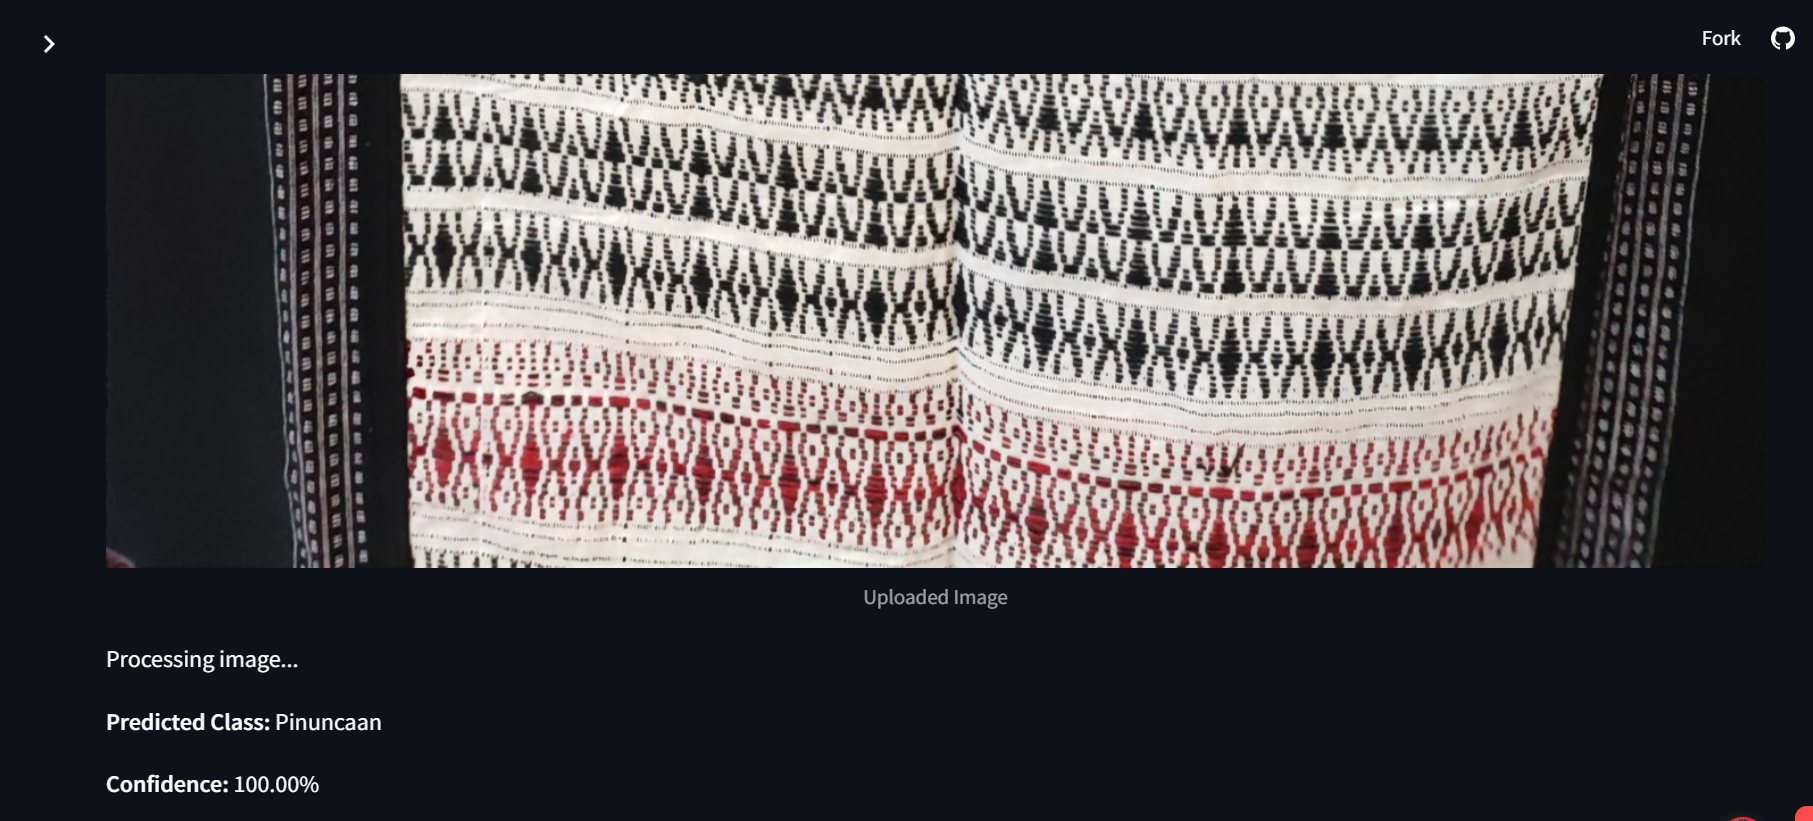 Fork
Uploaded Image
Processing image...
Predicted Class: Pinuncaan
Confidence: 100.00%